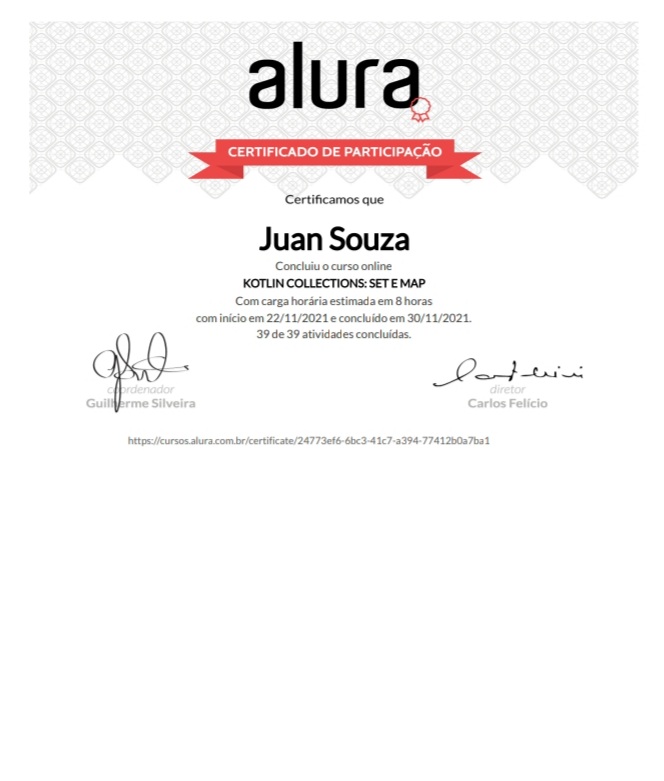 alura
CERTIFICADO DE PARTICIPAÇÃO
Certificamos que
Juan Souza
Concluiu o curso online
KOTLIN COLLECTIONS: SET E MAP
Com carga horária estimada em 8 horas
com início em 22/11/2021 e concluído em 30/11/2021.
39 de 39 atividades concluídas.
coordenador
Guilherme Silveira
diretor
Carlos Felício
https://cursos.alura.com.br/certificate/24773ef6-6bc3-41c7-a394-77412b0a7ba1